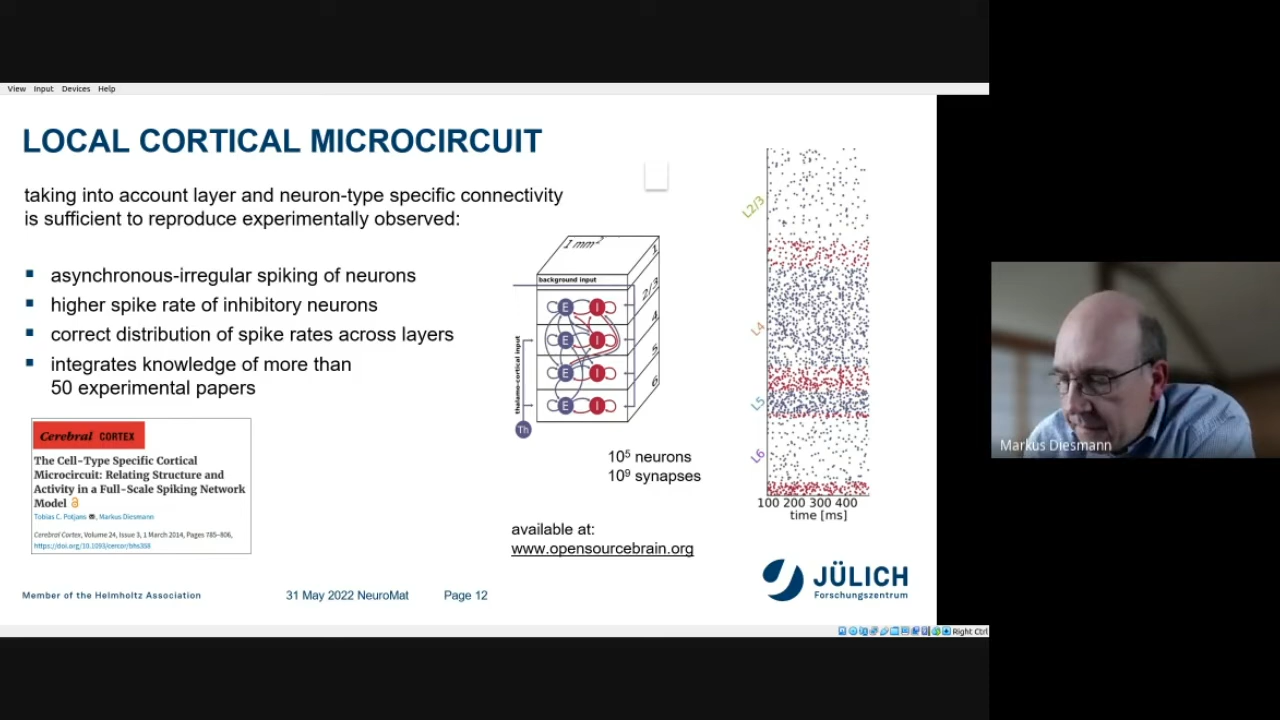 View Input Devices Help
LOCAL CORTICAL MICROCIRCUIT
taking into account layer and neuron-type specific connectivity
is sufficient to reproduce experimentally observed:
asynchronous-irregular spiking of neurons
higher spike rate of inhibitory neurons
correct distribution of spike rates across layers
integrates knowledge of more than
50 experimental papers
Cerebral CORTEX
The Cell-Type Specific Cortical
Microcircuit: Relating Structure and
Activity in a Full-Scale Spiking Network
Model
Tobias C. Potjans, Markus Diesmann
Cerebral Cortex, Volume 24, Issue 3, 1 March 2014, Pages 785–806,
https://doi.org/10.1093/cercor/bhs358
1 mm²
background input
1
2/3
4
5
6
E I
E I
E I
E I
thalamo-cortical input
Th
10⁵ neurons
10⁹ synapses
available at:
www.opensourcebrain.org
L2/3
L4
L5
L6
100 200 300 400
time [ms]
JÜLICH
Forschungszentrum
Member of the Helmholtz Association
31 May 2022 NeuroMat
Page 12
Right Ctrl
Markus Diesmann